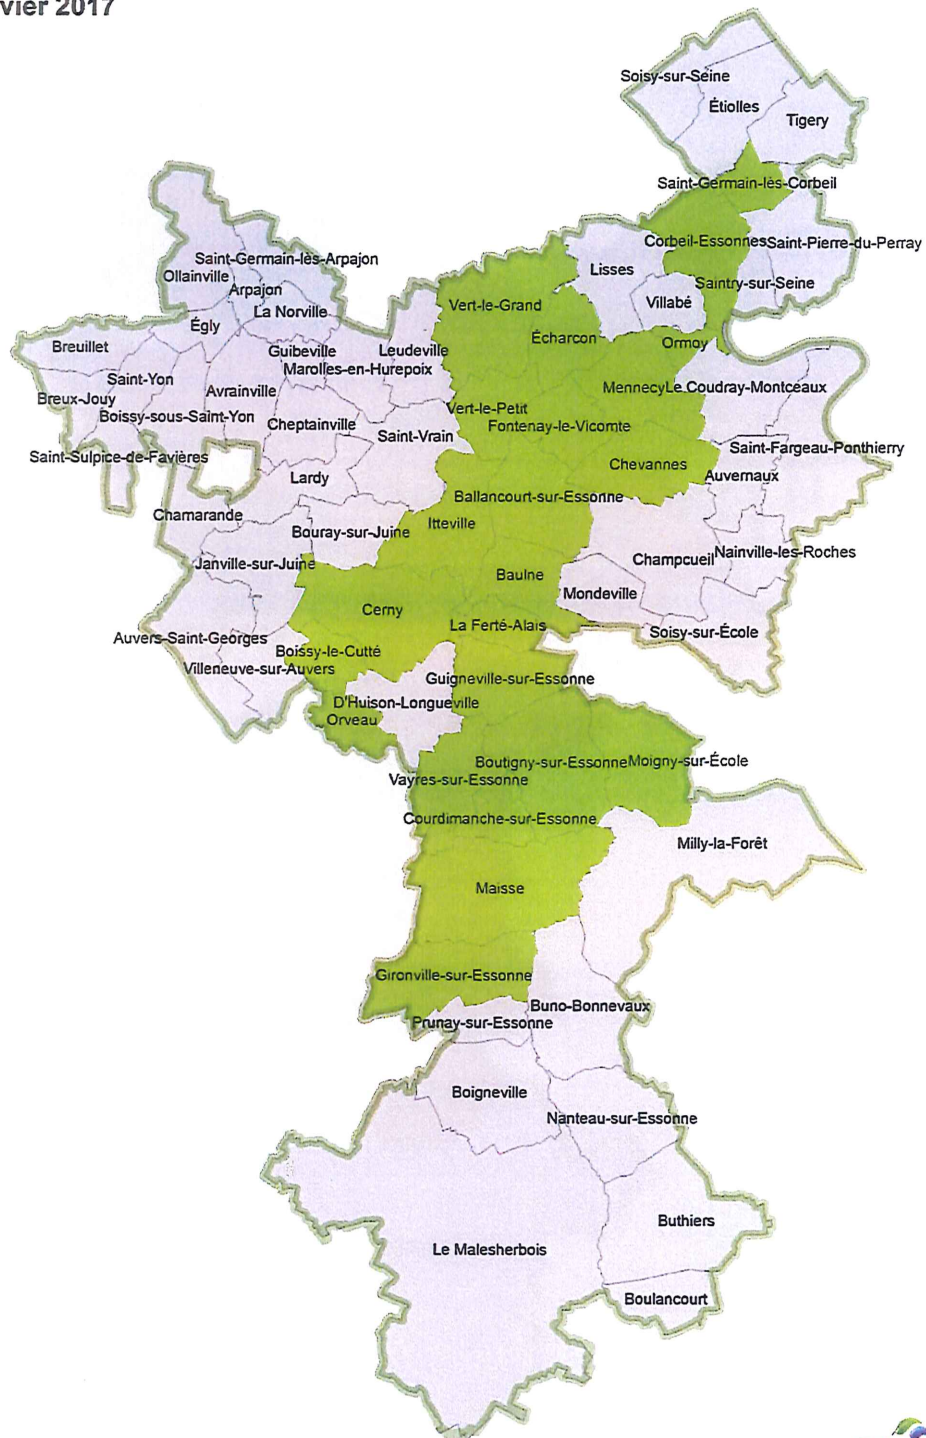 vier 2017
Soisy-sur-Seine
Étiolles
Tigery
Saint-Germain-lès-Corbeil
Corbeil-Essonnes
Saint-Pierre-du-Perray
Saint-Germain-lès-Arpajon
Lisses
Ollainville
Saintry-sur-Seine
Arpajon
Villabé
Vert-le-Grand
La Norville
Égly
Écharcon
Ormoy
Breuillet
Guibeville
Leudeville
Marolles-en-Hurepoix
Saint-Yon
Mennecy
Le Coudray-Montceaux
Avrainville
Breux-Jouy
Vert-le-Petit
Boissy-sous-Saint-Yon
Cheptainville
Fontenay-le-Vicomte
Saint-Vrain
Saint-Fargeau-Ponthierry
Saint-Sulpice-de-Favières
Chevannes
Lardy
Auvernaux
Ballancourt-sur-Essonne
Chamarande
Itteville
Bouray-sur-Juine
Nainville-les-Roches
Champcueil
Janville-sur-Juine
Baulne
Mondeville
Cerny
La Ferté-Alais
Soisy-sur-École
Auvers-Saint-Georges
Boissy-le-Cutté
Villeneuve-sur-Auvers
Guigneville-sur-Essonne
D'Huison-Longueville
Orveau
Boutigny-sur-Essonne
Moigny-sur-École
Vayres-sur-Essonne
Courdimanche-sur-Essonne
Milly-la-Forêt
Maisse
Gironville-sur-Essonne
Buno-Bonnevaux
Prunay-sur-Essonne
Boigneville
Nanteau-sur-Essonne
Buthiers
Le Malesherbois
Boulancourt